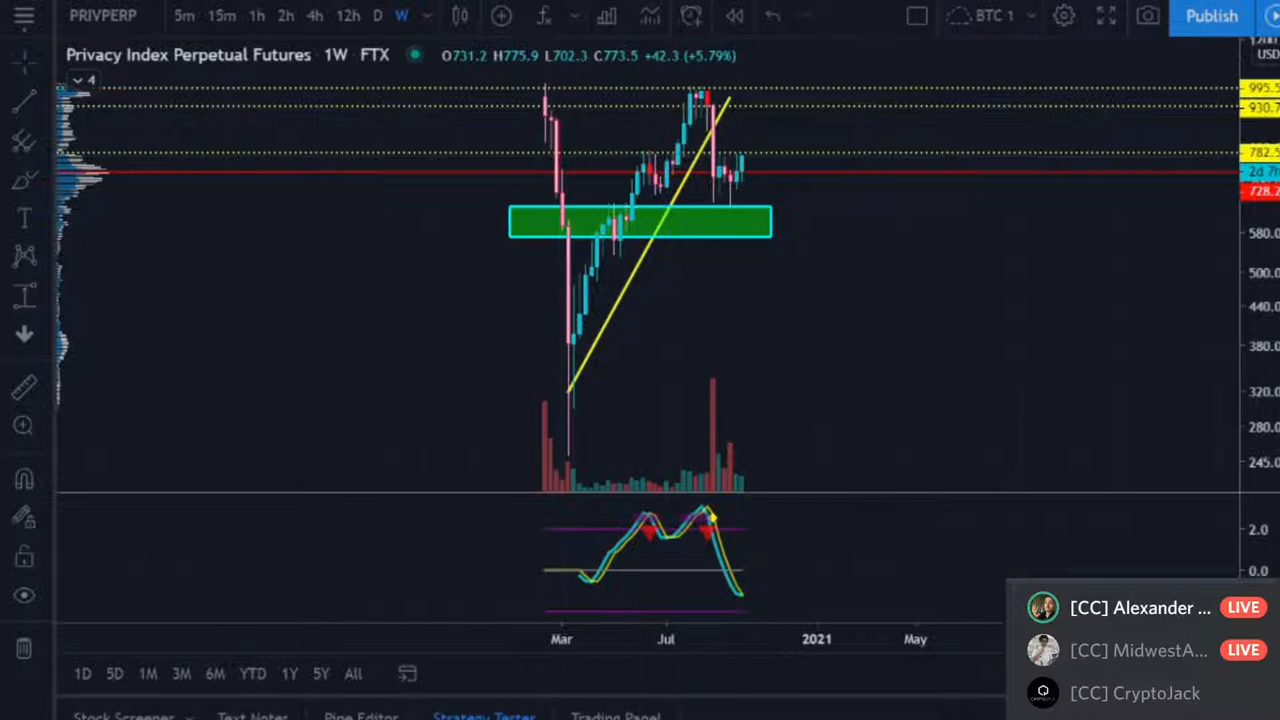 PRIVPERP 5m 15m 1h 2h 4h 12h D W BTC 1 Publish
Privacy Index Perpetual Futures · 1W · FTX O731.2 H775.9 L702.3 C773.5 +42.3 (+5.79%)
USD
4
995.5
930.7
782.5
2d 7h
728.2
580.0
500.0
440.0
380.0
320.0
280.0
245.0
2.0
0.0
[CC] Alexander ... LIVE
Mar Jul 2021 May
[CC] MidwestA... LIVE
1D 5D 1M 3M 6M YTD 1Y 5Y All
[CC] CryptoJack
Stock Screener Text Notes Pine Editor Strategy Tester Trading Panel